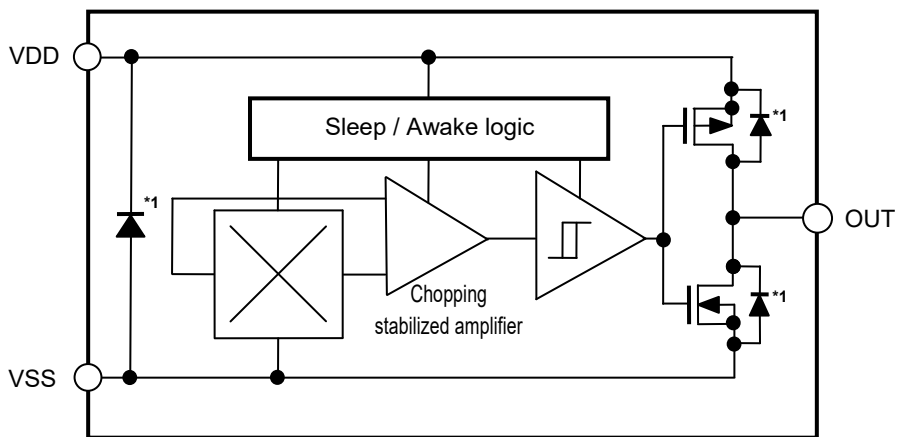 VDD
*1
Sleep / Awake logic
*1
OUT
*1
Chopping
stabilized amplifier
VSS